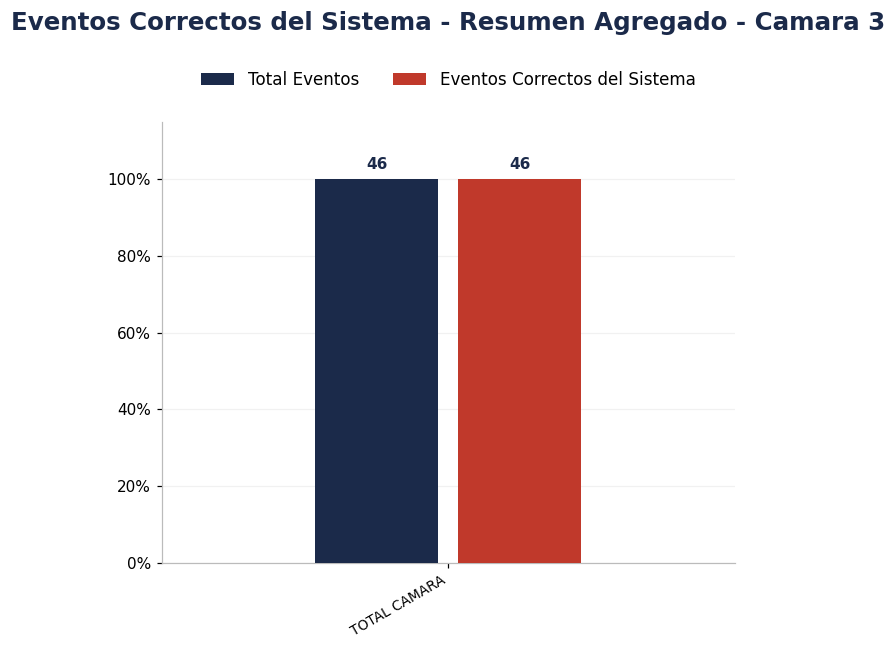 Eventos Correctos del Sistema - Resumen Agregado - Camara 3
Total Eventos
Eventos Correctos del Sistema
46
46
100%
80%
60%
40%
20%
0%
TOTAL CAMARA